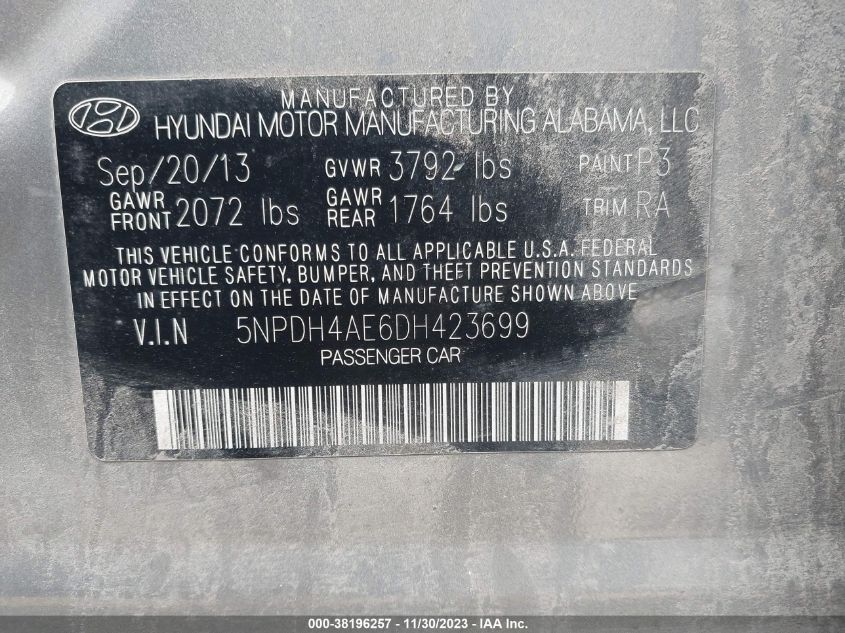 MANUFACTURED BY
HYUNDAI MOTOR MANUFACTURING ALABAMA, LLC
Sep/20/13 GVWR 3792 lbs PAINT P3
GAWR FRONT 2072 lbs GAWR REAR 1764 lbs TRIM RA
THIS VEHICLE CONFORMS TO ALL APPLICABLE U.S.A. FEDERAL
MOTOR VEHICLE SAFETY, BUMPER, AND THEFT PREVENTION STANDARDS
IN EFFECT ON THE DATE OF MANUFACTURE SHOWN ABOVE
V.I.N 5NPDH4AE6DH423699
PASSENGER CAR
000-38196257 - 11/30/2023 - IAA Inc.